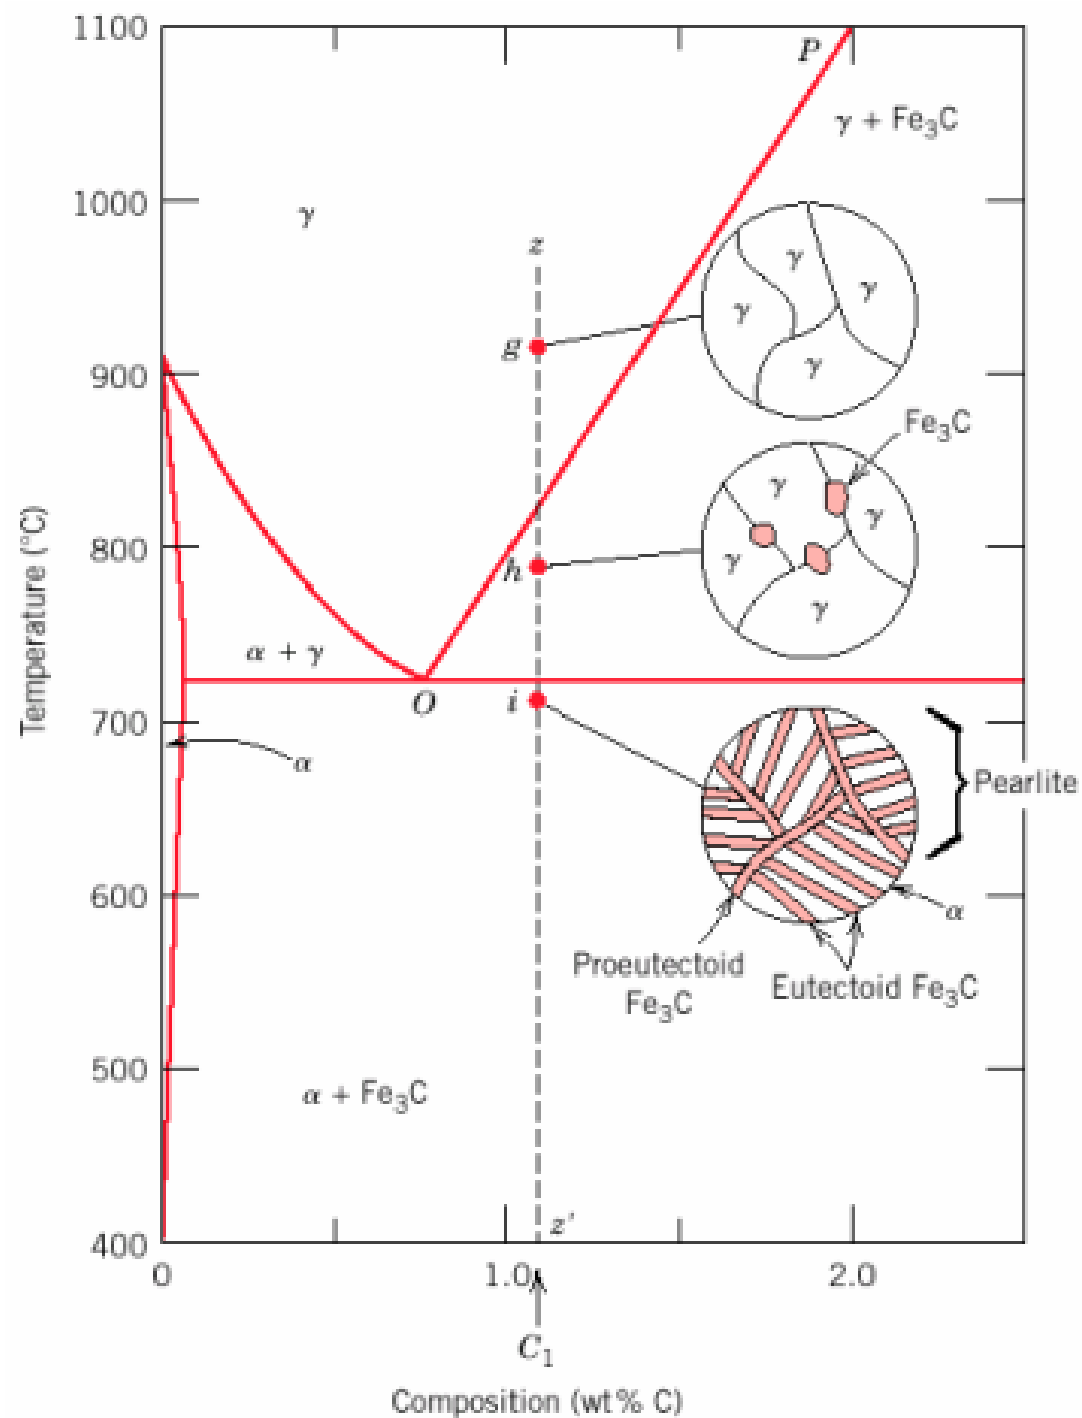 1100
P
γ + Fe₃C
1000
γ
z
γ
γ
γ
g
γ
900
Fe₃C
γ
γ
800
h
γ
γ
α + γ
O
i
700
α
Pearlite
600
α
Proeutectoid
Fe₃C
Eutectoid Fe₃C
500
α + Fe₃C
z'
400
0
1.0
2.0
C₁
Temperature (°C)
Composition (wt% C)